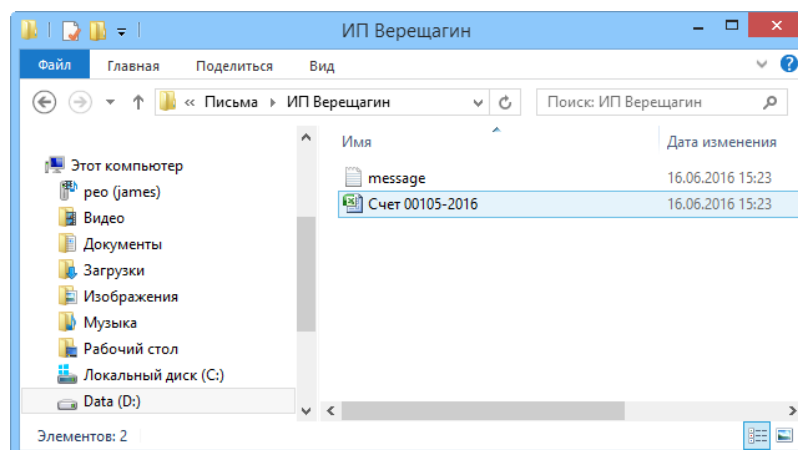 ИП Верещагин
Файл Главная Поделиться Вид
« Письма ИП Верещагин Поиск: ИП Верещагин
Имя Дата изменения
Этот компьютер
peo (james)
Видео
Документы
Загрузки
Изображения
Музыка
Рабочий стол
Локальный диск (C:)
Data (D:)
message 16.06.2016 15:23
Счет 00105-2016 16.06.2016 15:23
Элементов: 2